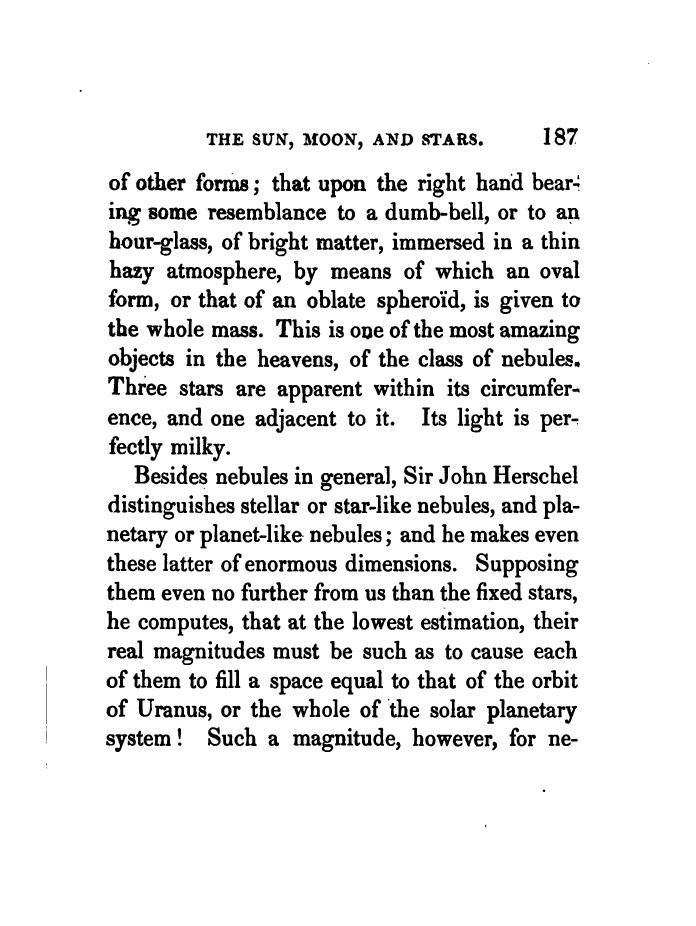 THE SUN, MOON, AND STARS. 187
of other forms; that upon the right hand bear-
ing some resemblance to a dumb-bell, or to an
hour-glass, of bright matter, immersed in a thin
hazy atmosphere, by means of which an oval
form, or that of an oblate spheroïd, is given to
the whole mass. This is one of the most amazing
objects in the heavens, of the class of nebules.
Three stars are apparent within its circumfer-
ence, and one adjacent to it. Its light is per-
fectly milky.
Besides nebules in general, Sir John Herschel
distinguishes stellar or star-like nebules, and pla-
netary or planet-like nebules; and he makes even
these latter of enormous dimensions. Supposing
them even no further from us than the fixed stars,
he computes, that at the lowest estimation, their
real magnitudes must be such as to cause each
of them to fill a space equal to that of the orbit
of Uranus, or the whole of the solar planetary
system! Such a magnitude, however, for ne-